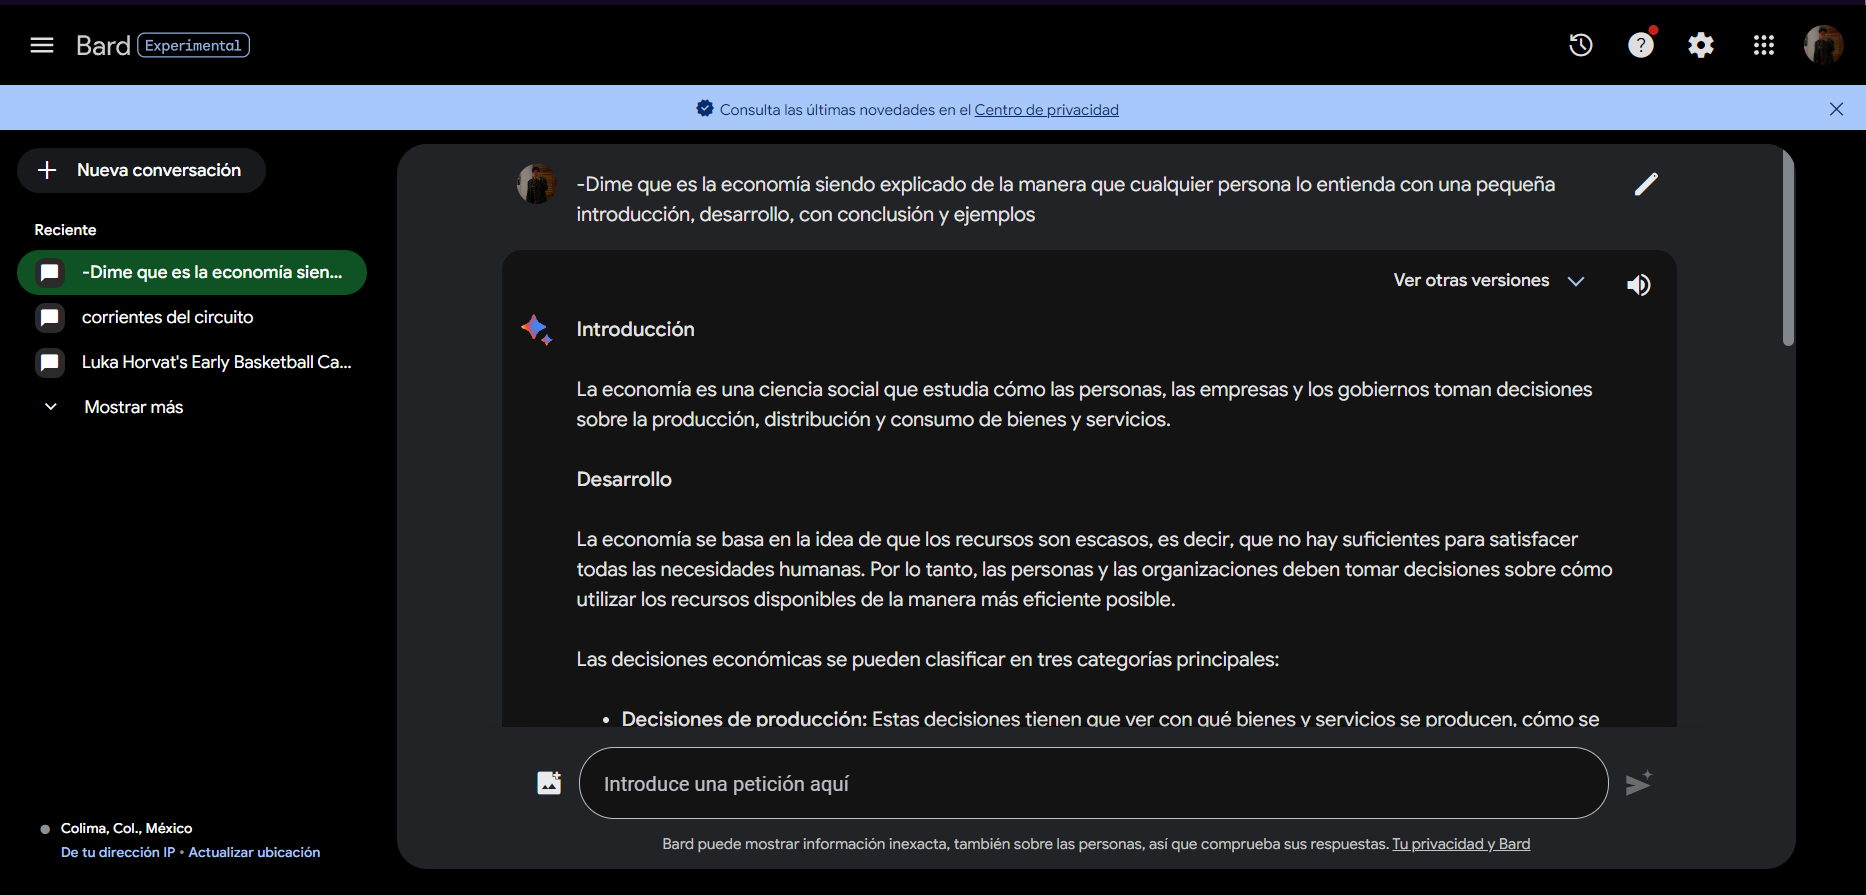 Bard Experimental
Consulta las últimas novedades en el Centro de privacidad
Nueva conversación
Reciente
-Dime que es la economía sien...
corrientes del circuito
Luka Horvat's Early Basketball Ca...
Mostrar más
Colima, Col., México
De tu dirección IP • Actualizar ubicación
-Dime que es la economía siendo explicado de la manera que cualquier persona lo entienda con una pequeña
introducción, desarrollo, con conclusión y ejemplos
Ver otras versiones
Introducción
La economía es una ciencia social que estudia cómo las personas, las empresas y los gobiernos toman decisiones
sobre la producción, distribución y consumo de bienes y servicios.
Desarrollo
La economía se basa en la idea de que los recursos son escasos, es decir, que no hay suficientes para satisfacer
todas las necesidades humanas. Por lo tanto, las personas y las organizaciones deben tomar decisiones sobre cómo
utilizar los recursos disponibles de la manera más eficiente posible.
Las decisiones económicas se pueden clasificar en tres categorías principales:
• Decisiones de producción: Estas decisiones tienen que ver con qué bienes y servicios se producen, cómo se
Introduce una petición aquí
Bard puede mostrar información inexacta, también sobre las personas, así que comprueba sus respuestas. Tu privacidad y Bard